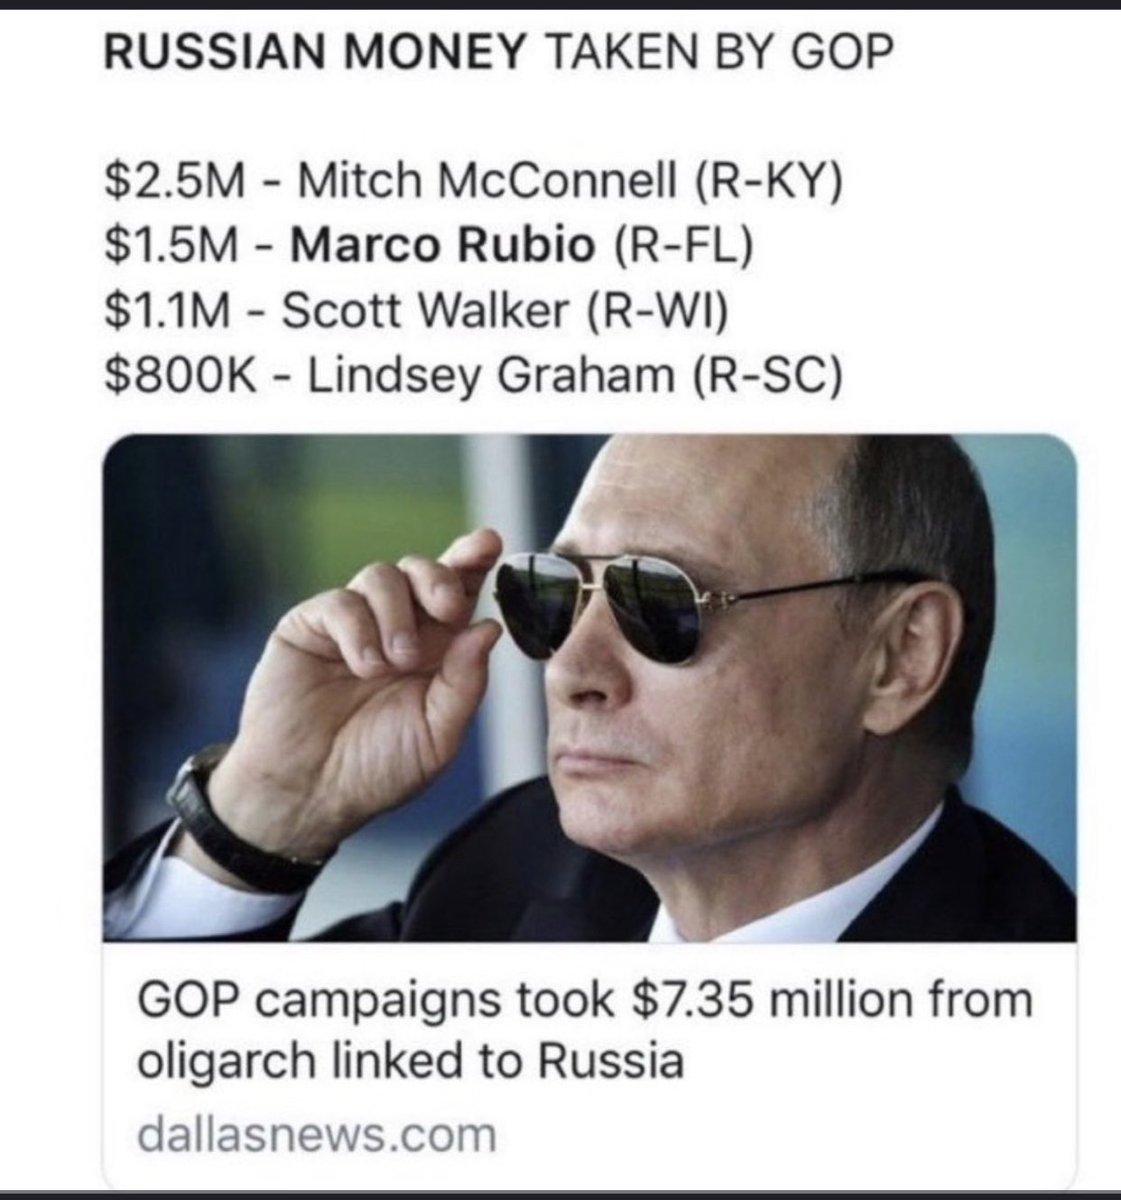 RUSSIAN MONEY TAKEN BY GOP
$2.5M - Mitch McConnell (R-KY)
$1.5M - Marco Rubio (R-FL)
$1.1M - Scott Walker (R-WI)
$800K - Lindsey Graham (R-SC)
GOP campaigns took $7.35 million from
oligarch linked to Russia
dallasnews.com